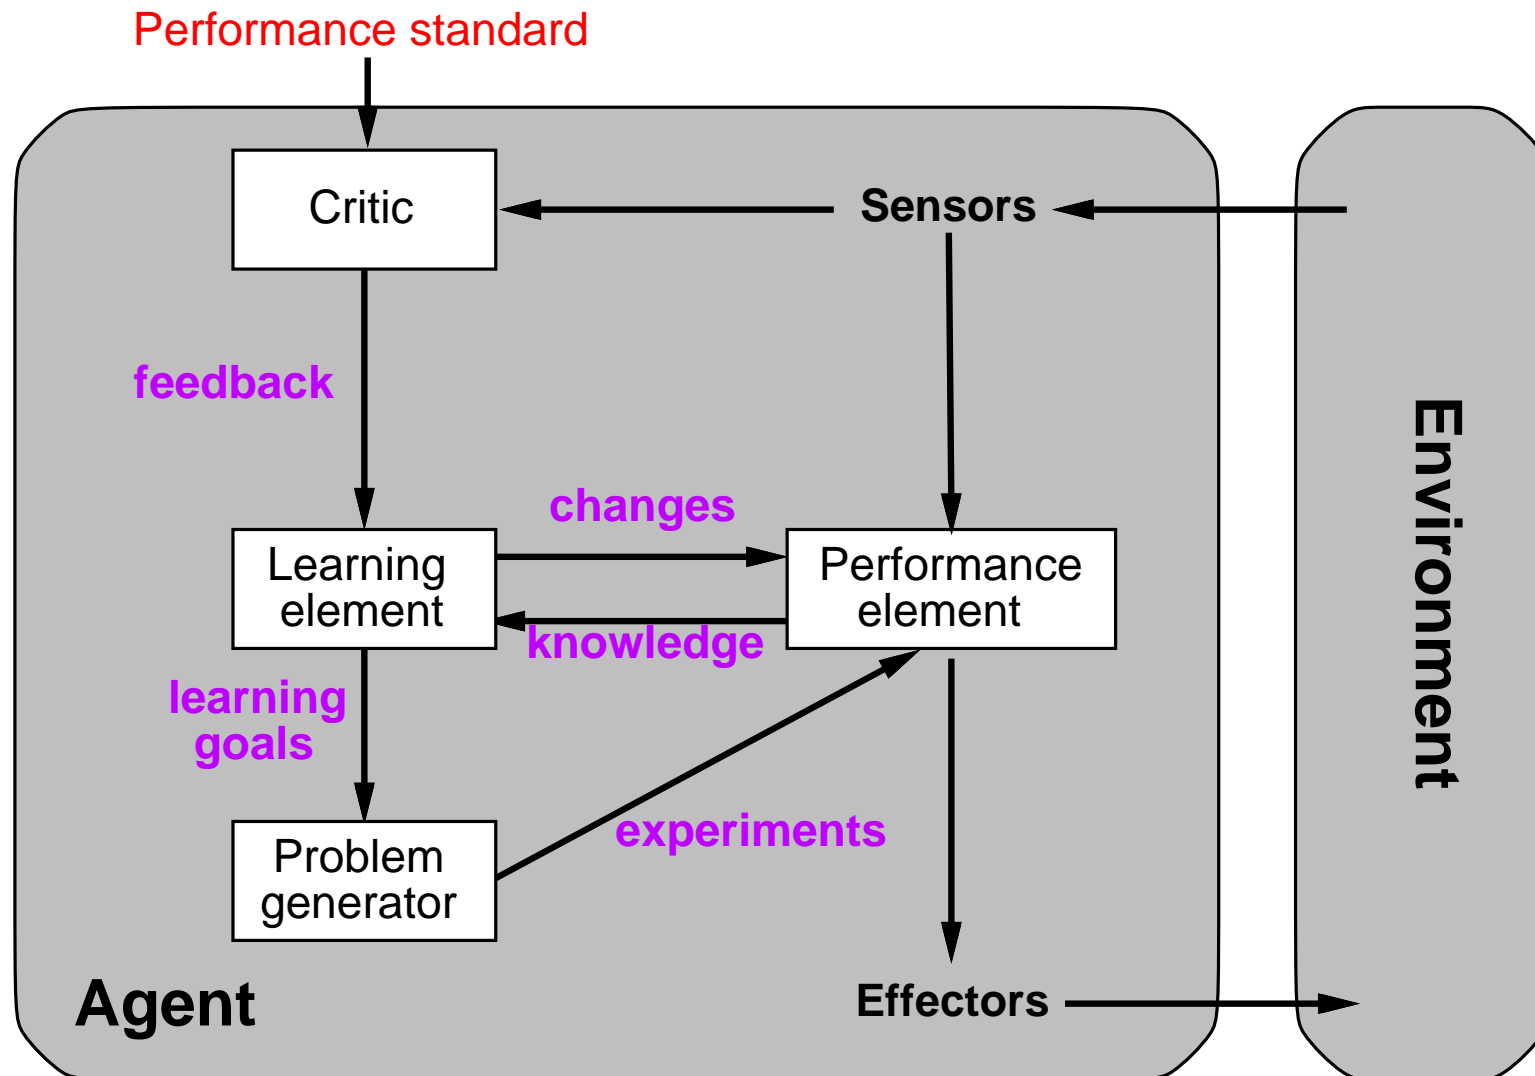 Performance standard
Critic
Sensors
feedback
changes
Learning
element
Performance
element
knowledge
learning
goals
experiments
Problem
generator
Agent
Effectors
Environment